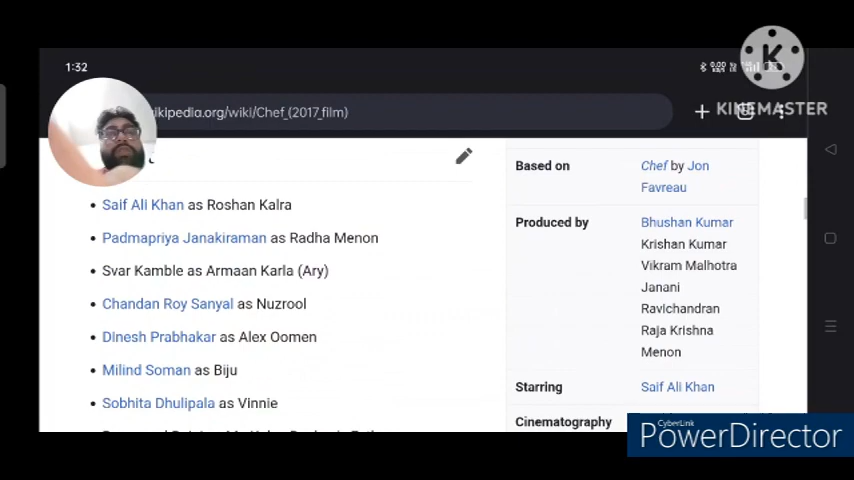 1:32
KINEMASTER
kipedia.org/wiki/Chef_(2017_film)
Saif Ali Khan as Roshan Kalra
Padmapriya Janakiraman as Radha Menon
Svar Kamble as Armaan Karla (Ary)
Chandan Roy Sanyal as Nuzrool
Dinesh Prabhakar as Alex Oomen
Milind Soman as Biju
Sobhita Dhulipala as Vinnie
Based on
Chef by Jon
Favreau
Produced by
Bhushan Kumar
Krishan Kumar
Vikram Malhotra
Janani
Ravichandran
Raja Krishna
Menon
Starring
Saif Ali Khan
Cinematography
CyberLink
PowerDirector